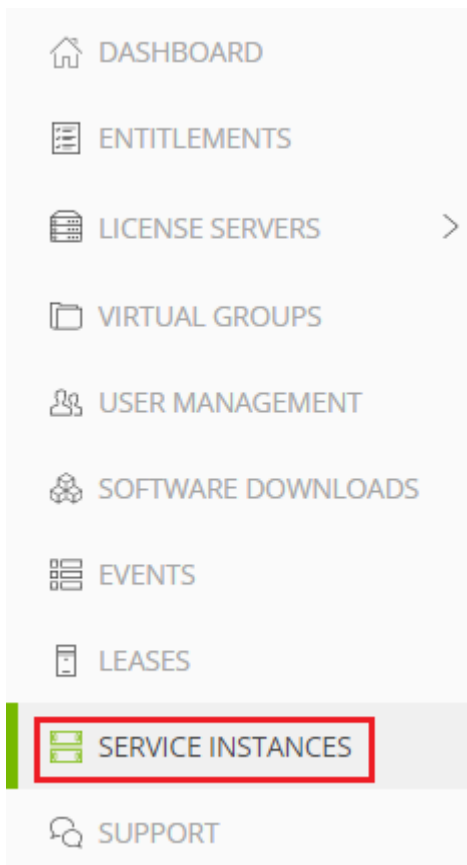 DASHBOARD
ENTITLEMENTS
LICENSE SERVERS
VIRTUAL GROUPS
USER MANAGEMENT
SOFTWARE DOWNLOADS
EVENTS
LEASES
SERVICE INSTANCES
SUPPORT